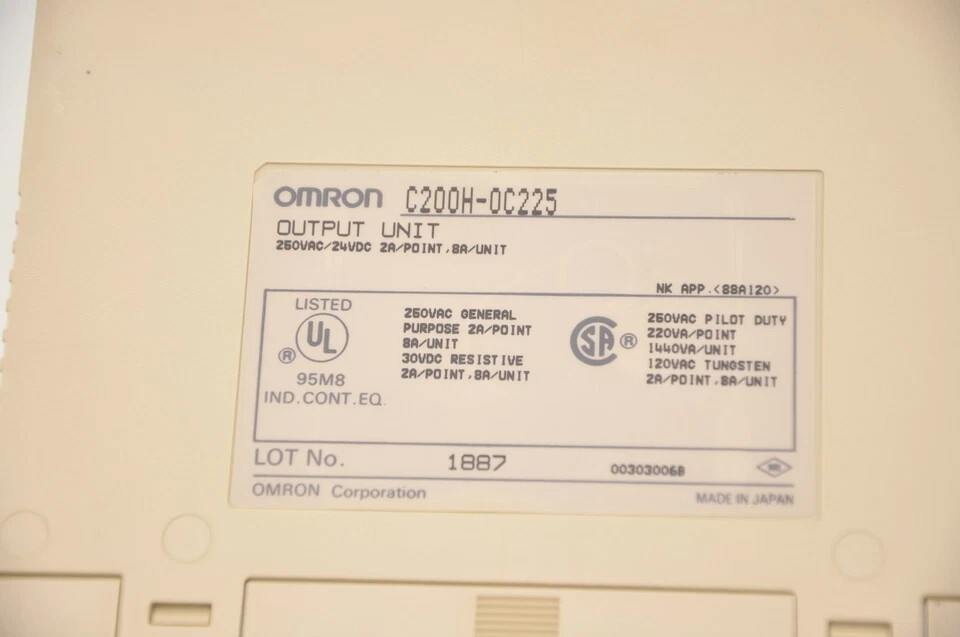 OMRON C200H-OC225
OUTPUT UNIT
250VAC/24VDC 2A/POINT,8A/UNIT
NK APP.<88A120>
LISTED
UL
®
95M8
IND.CONT.EQ.
250VAC GENERAL
PURPOSE 2A/POINT
8A/UNIT
30VDC RESISTIVE
2A/POINT,8A/UNIT
SA ®
250VAC PILOT DUTY
220VA/POINT
1440VA/UNIT
120VAC TUNGSTEN
2A/POINT,8A/UNIT
LOT No. 1887 00303006B
OMRON Corporation MADE IN JAPAN